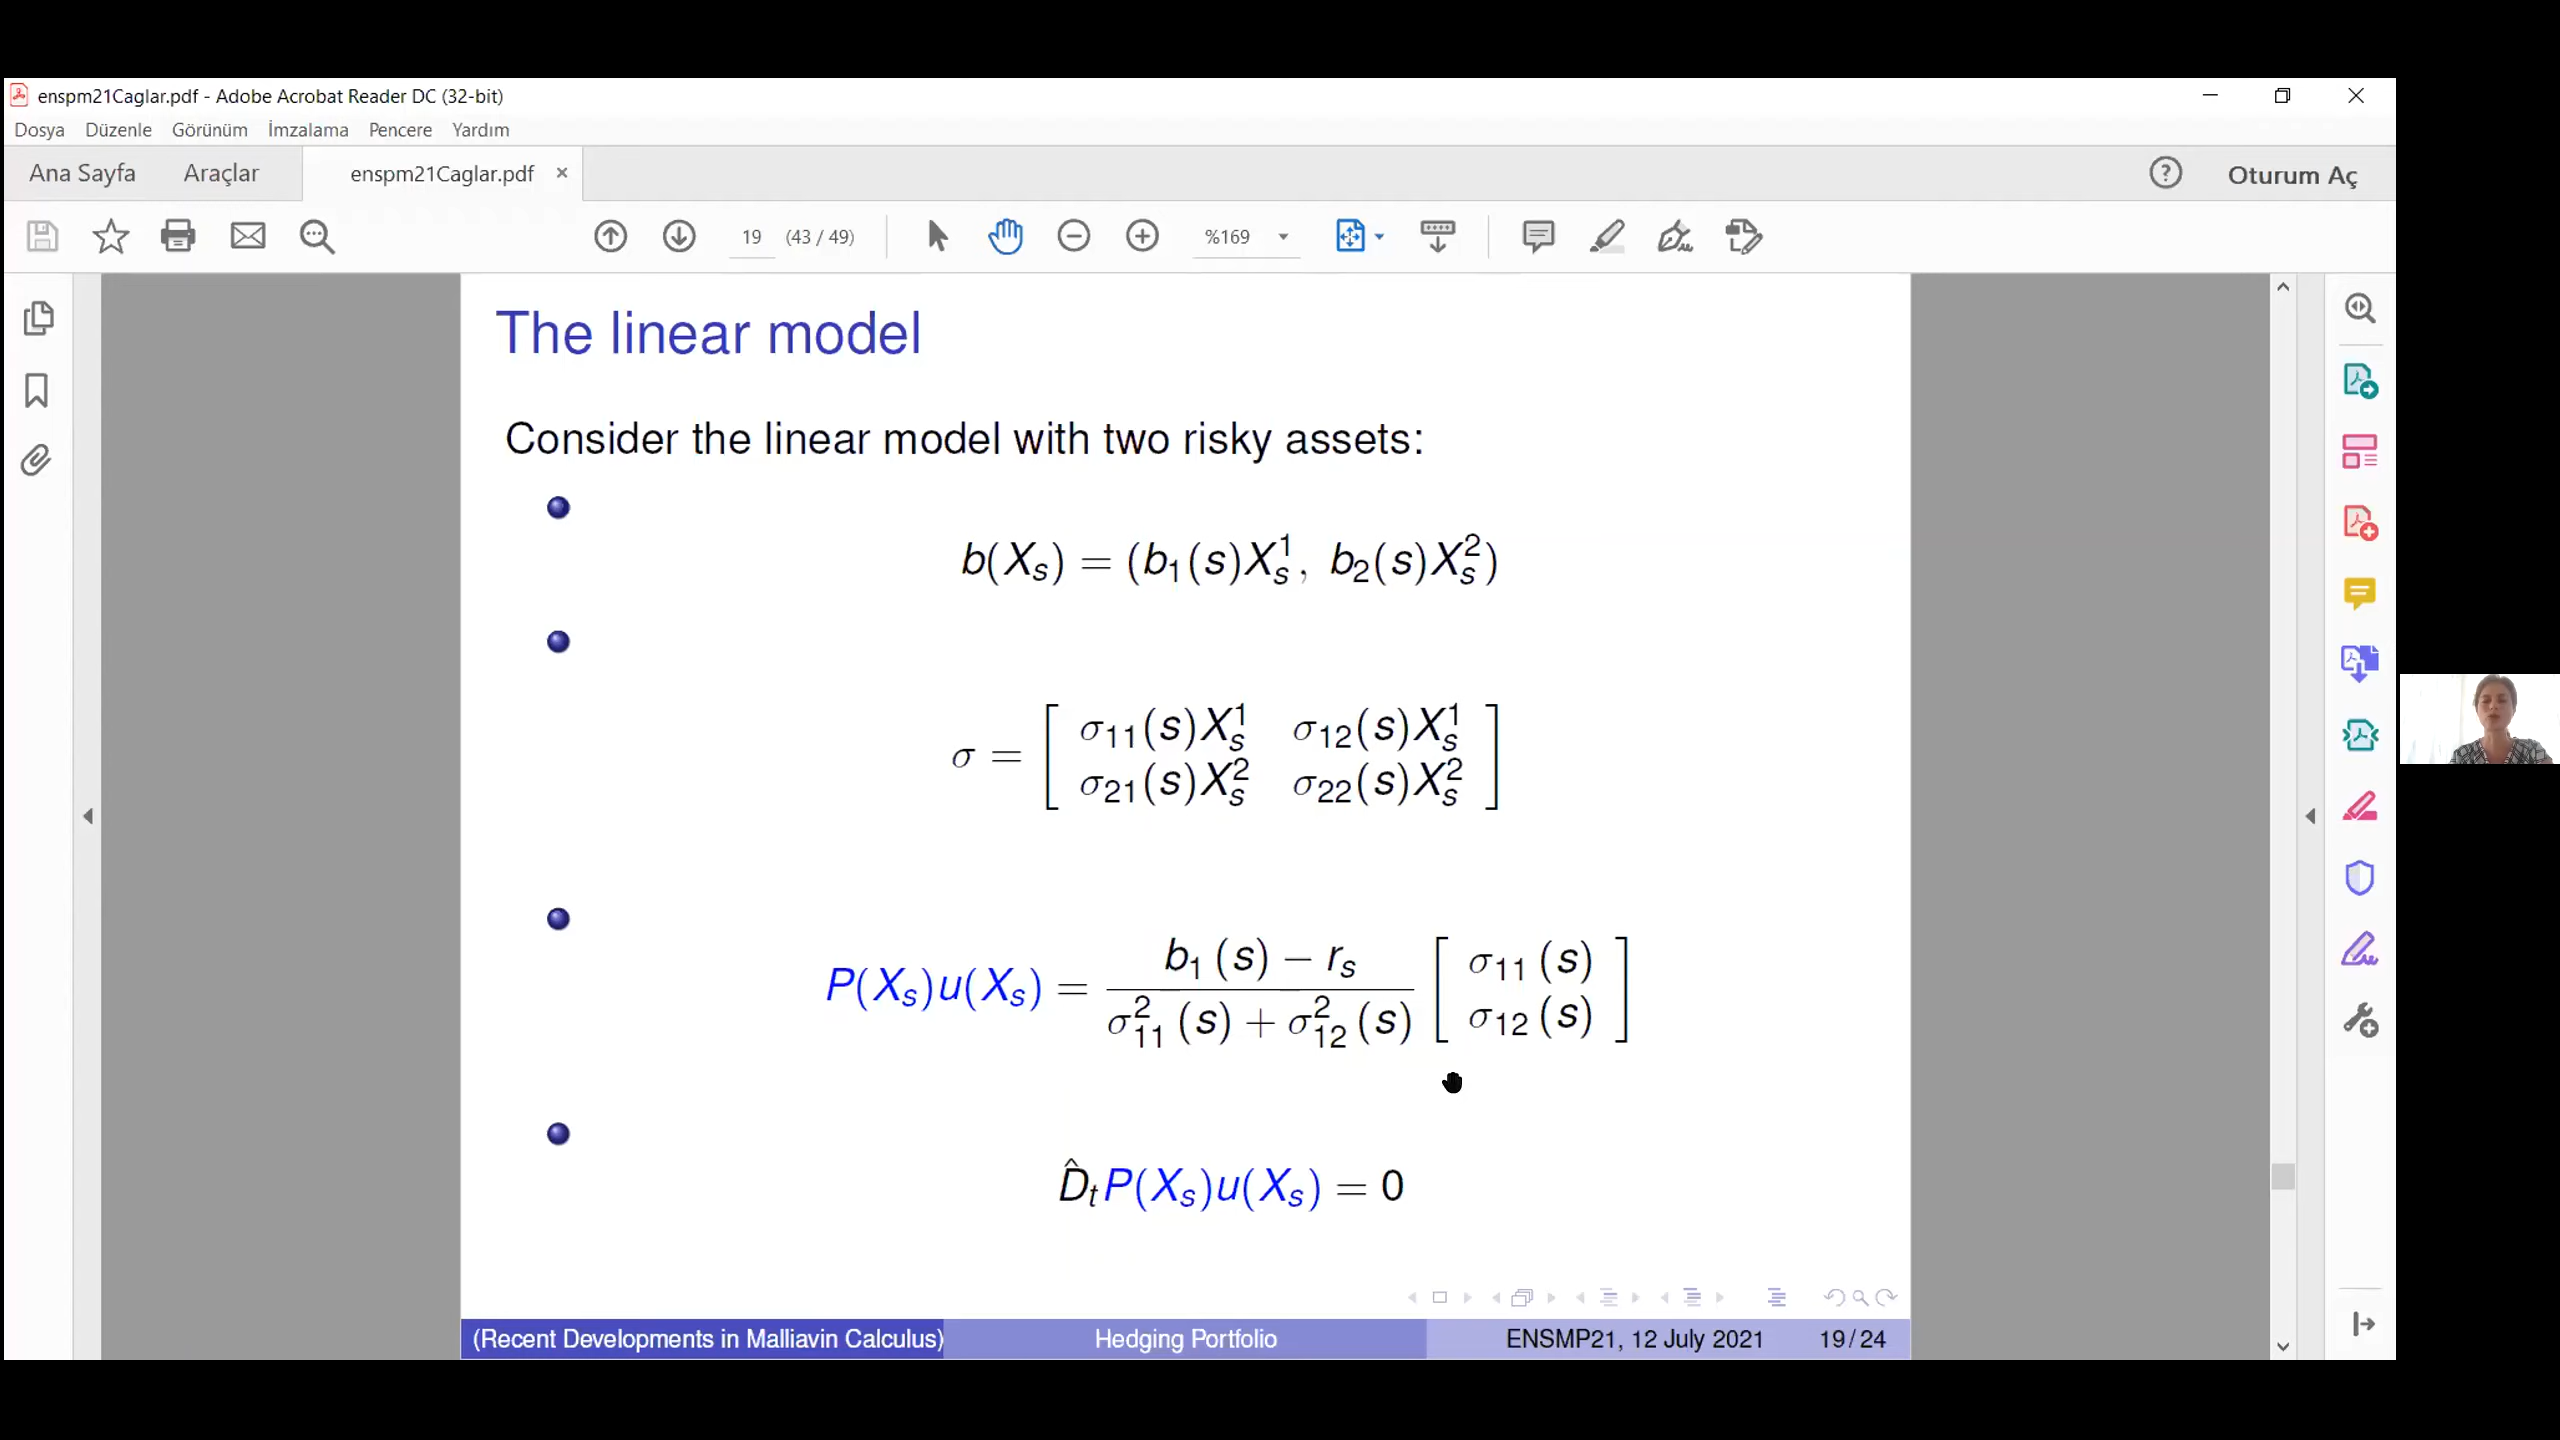 enspm21Caglar.pdf - Adobe Acrobat Reader DC (32-bit)
Dosya Düzenle Görünüm İmzalama Pencere Yardım
Ana Sayfa Araçlar enspm21Caglar.pdf × Oturum Aç
19 (43 / 49) %169
The linear model
Consider the linear model with two risky assets:
b(X_s) = (b_1(s)X_s^1, b_2(s)X_s^2)
σ = [ σ_11(s)X_s^1 σ_12(s)X_s^1
σ_21(s)X_s^2 σ_22(s)X_s^2 ]
P(X_s)u(X_s) = \frac{b_1(s) − r_s}{σ_11^2(s) + σ_12^2(s)} [ σ_11(s)
σ_12(s) ]
D̂_t P(X_s)u(X_s) = 0
(Recent Developments in Malliavin Calculus) Hedging Portfolio ENSMP21, 12 July 2021 19 / 24